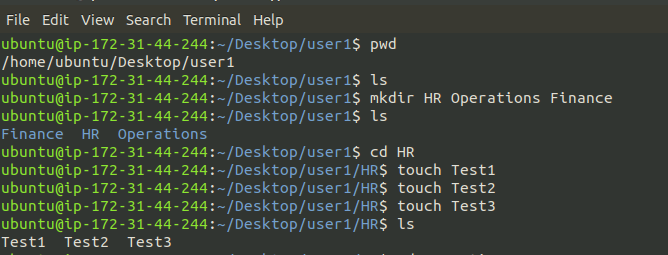 File Edit View Search Terminal Help
ubuntu@ip-172-31-44-244:~/Desktop/user1$ pwd
/home/ubuntu/Desktop/user1
ubuntu@ip-172-31-44-244:~/Desktop/user1$ ls
ubuntu@ip-172-31-44-244:~/Desktop/user1$ mkdir HR Operations Finance
ubuntu@ip-172-31-44-244:~/Desktop/user1$ ls
Finance  HR  Operations
ubuntu@ip-172-31-44-244:~/Desktop/user1$ cd HR
ubuntu@ip-172-31-44-244:~/Desktop/user1/HR$ touch Test1
ubuntu@ip-172-31-44-244:~/Desktop/user1/HR$ touch Test2
ubuntu@ip-172-31-44-244:~/Desktop/user1/HR$ touch Test3
ubuntu@ip-172-31-44-244:~/Desktop/user1/HR$ ls
Test1  Test2  Test3